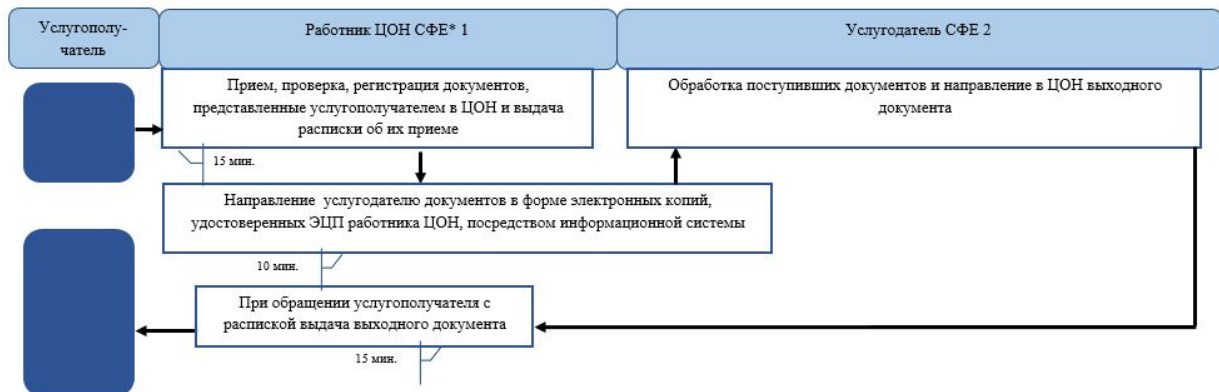 Услугополу-
чатель
Работник ЦОН СФЕ* 1
Услугодатель СФЕ 2
Прием, проверка, регистрация документов,
представленные услугополучателем в ЦОН и выдача
расписки об их приеме
Обработка поступивших документов и направление в ЦОН выходного
документа
15 мин.
Направление услугодателю документов в форме электронных копий,
удостоверенных ЭЦП работника ЦОН, посредством информационной системы
10 мин.
При обращении услугополучателя с
распиской выдача выходного документа
15 мин.